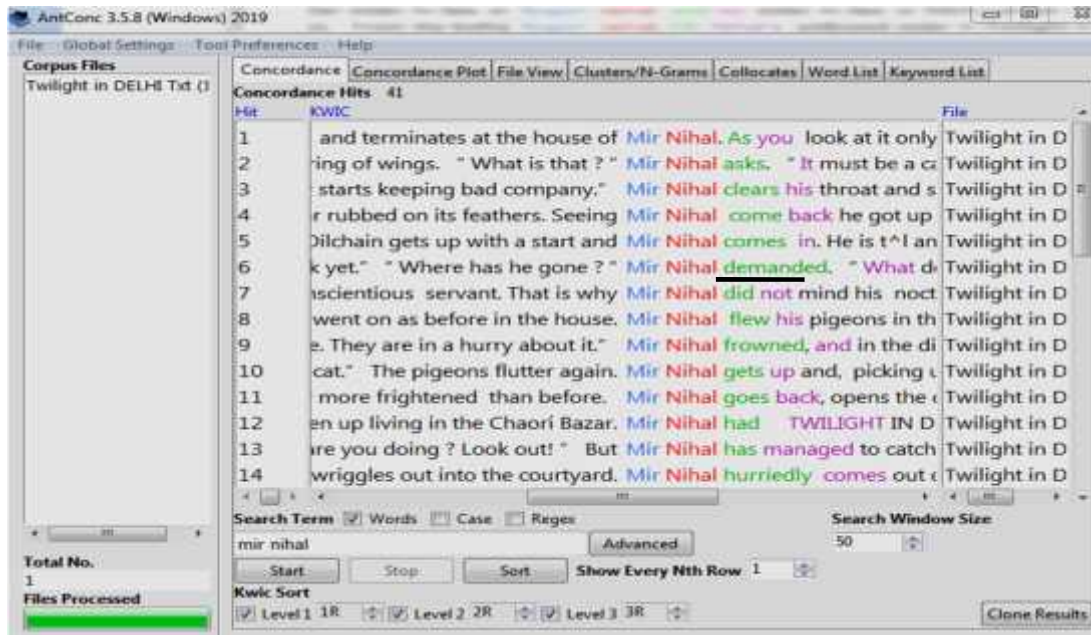 AntConc 3.5.8 (Windows) 2019
File Global Settings Tool Preferences Help
Corpus Files
Twilight in DELHI Txt (1
Concordance Concordance Plot File View Clusters/N-Grams Collocates Word List Keyword List
Concordance Hits 41
Hit KWIC File
1 and terminates at the house of Mir Nihal. As you look at it only Twilight in D
2 ring of wings. " What is that ? " Mir Nihal asks. " It must be a ca Twilight in D
3 starts keeping bad company." Mir Nihal clears his throat and s Twilight in D
4 r rubbed on its feathers. Seeing Mir Nihal come back he got up Twilight in D
5 Dilchain gets up with a start and Mir Nihal comes in. He is t^l an Twilight in D
6 k yet." " Where has he gone ? " Mir Nihal demanded. " What d Twilight in D
7 nscientious servant. That is why Mir Nihal did not mind his noct Twilight in D
8 went on as before in the house. Mir Nihal flew his pigeons in th Twilight in D
9 e. They are in a hurry about it." Mir Nihal frowned, and in the di Twilight in D
10 cat." The pigeons flutter again. Mir Nihal gets up and, picking Twilight in D
11 more frightened than before. Mir Nihal goes back, opens the Twilight in D
12 en up living in the Chaori Bazar. Mir Nihal had TWILIGHT IN D Twilight in D
13 are you doing ? Look out! " But Mir Nihal has managed to catch Twilight in D
14 wriggles out into the courtyard. Mir Nihal hurriedly comes out Twilight in D
Search Term Words Case Regex Search Window Size
mir nihal Advanced 50
Total No.
1
Start Stop Sort Show Every Nth Row 1
Files Processed
Kwic Sort
Level 1 1R Level 2 2R Level 3 3R Clone Results